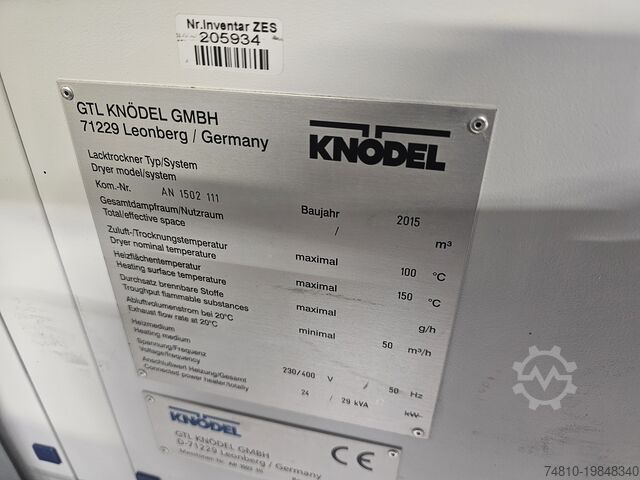 Nr.Inventar ZES
205934
GTL KNÖDEL GMBH
71229 Leonberg / Germany
KNÖDEL
Lacktrockner Typ/System
Dryer model/system
Kom.-Nr. AN 1502 111 Baujahr 2015
Gesamtdampfraum/Nutzraum / m³
Total/effective space
Zuluft-/Trocknungstemperatur maximal 100 °C
Dryer nominal temperature
Heizflächentemperatur maximal 150 °C
Heating surface temperature
Durchsatz brennbare Stoffe maximal g/h
Troughput flammable substances
Abluftvolumenstrom bei 20°C minimal 50 m³/h
Exhaust flow rate at 20°C
Heizmedium
Heating medium
Spannung/Frequenz 230/400 V / 50 Hz
Voltage/frequency
Anschlußwert Heizung/Gesamt 24 / 29 kVA kW
Connected power heater/totally
KNÖDEL
GTL KNÖDEL GMBH
D-71229 Leonberg / Germany
CE
74810-19848340